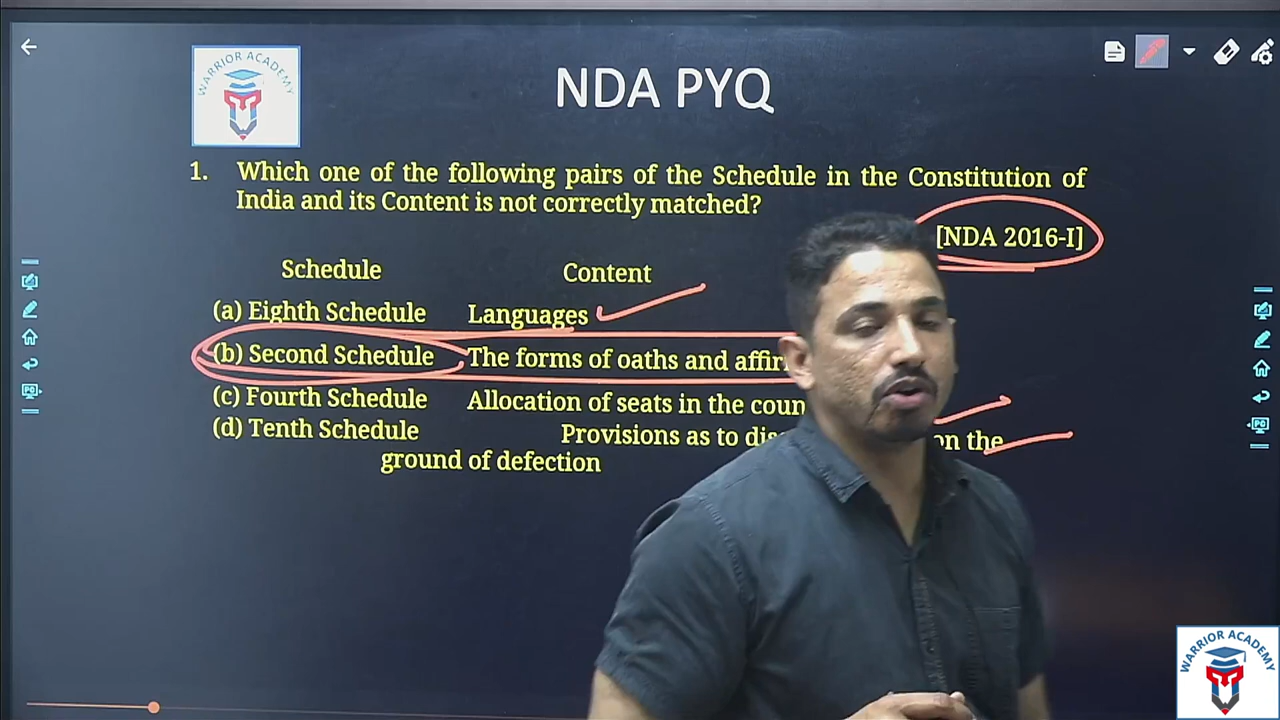 WARRIOR ACADEMY
NDA PYQ
1. Which one of the following pairs of the Schedule in the Constitution of
India and its Content is not correctly matched?
[NDA 2016-I]
Schedule Content
(a) Eighth Schedule Languages
(b) Second Schedule The forms of oaths and
(c) Fourth Schedule Allocation of seats in the
(d) Tenth Schedule Provisions as to on the
ground of defection
WARRIOR ACADEMY